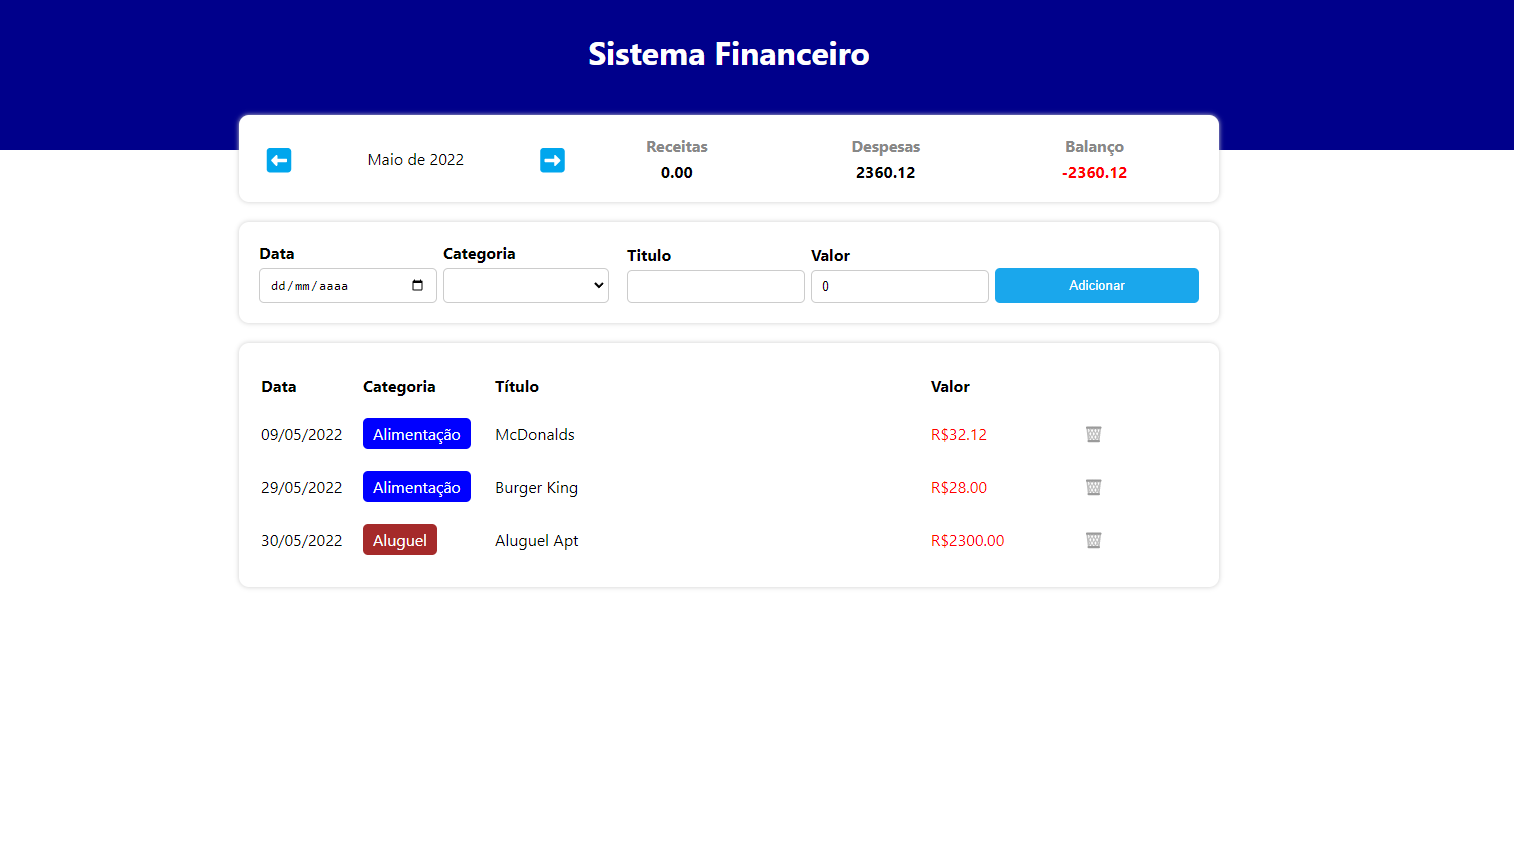 Sistema Financeiro
Maio de 2022
Receitas
0.00
Despesas
2360.12
Balanço
-2360.12
Data
dd/mm/aaaa
Categoria
Titulo
Valor
0
Adicionar
Data Categoria Título Valor
09/05/2022 Alimentação McDonalds R$32.12
29/05/2022 Alimentação Burger King R$28.00
30/05/2022 Aluguel Aluguel Apt R$2300.00